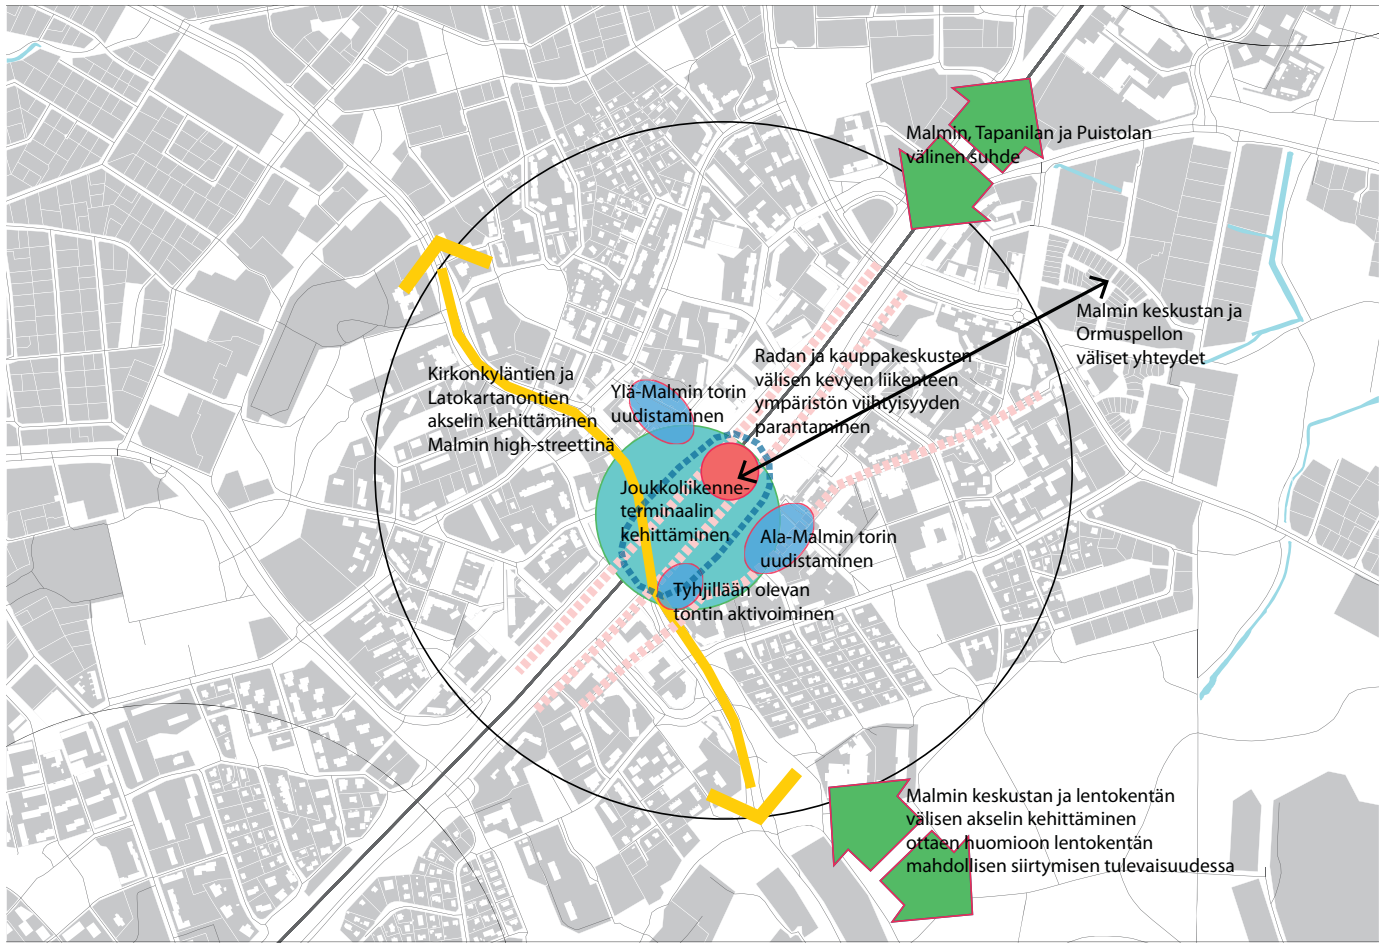 Malmin, Tapanilan ja Puistolan
välinen suhde
Malmin keskustan ja
Ormuspellon
väliset yhteydet
Radan ja kauppakeskusten
välisen kevyen liikenteen
ympäristön viihtyisyyden
parantaminen
Kirkonkyläntien ja
Latokartanontien
akselin kehittäminen
Malmin high-streettinä
Ylä-Malmin torin
uudistaminen
Joukkoliikenne-
terminaalin
kehittäminen
Ala-Malmin torin
uudistaminen
Tyhjillään olevan
tontin aktivoiminen
Malmin keskustan ja lentokentän
välisen akselin kehittäminen
ottaen huomioon lentokentän
mahdollisen siirtymisen tulevaisuudessa